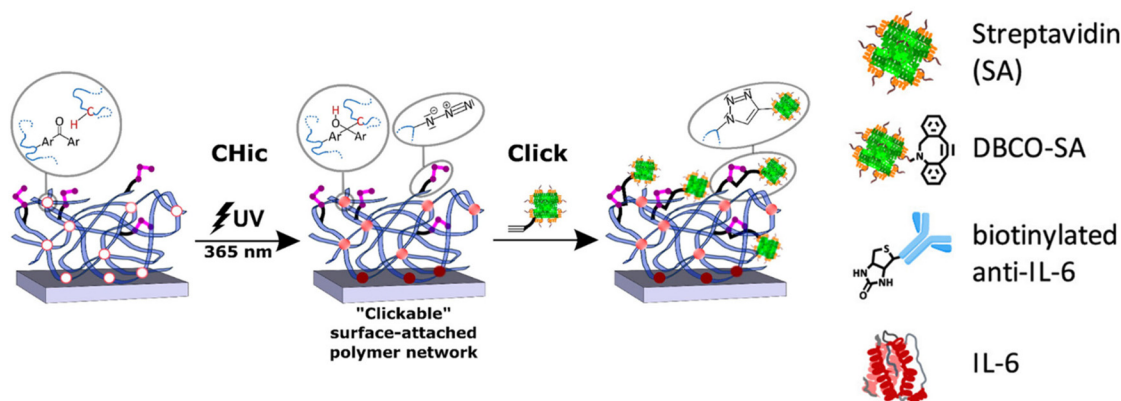 O
H
C
Ar
Ar
CHic
UV
365 nm
H
O
C
Ar
Ar
N
N
N
"Clickable"
surface-attached
polymer network
Click
N
N
N
Streptavidin
(SA)
N
DBCO-SA
S
HN
NH
O
biotinylated
anti-IL-6
IL-6